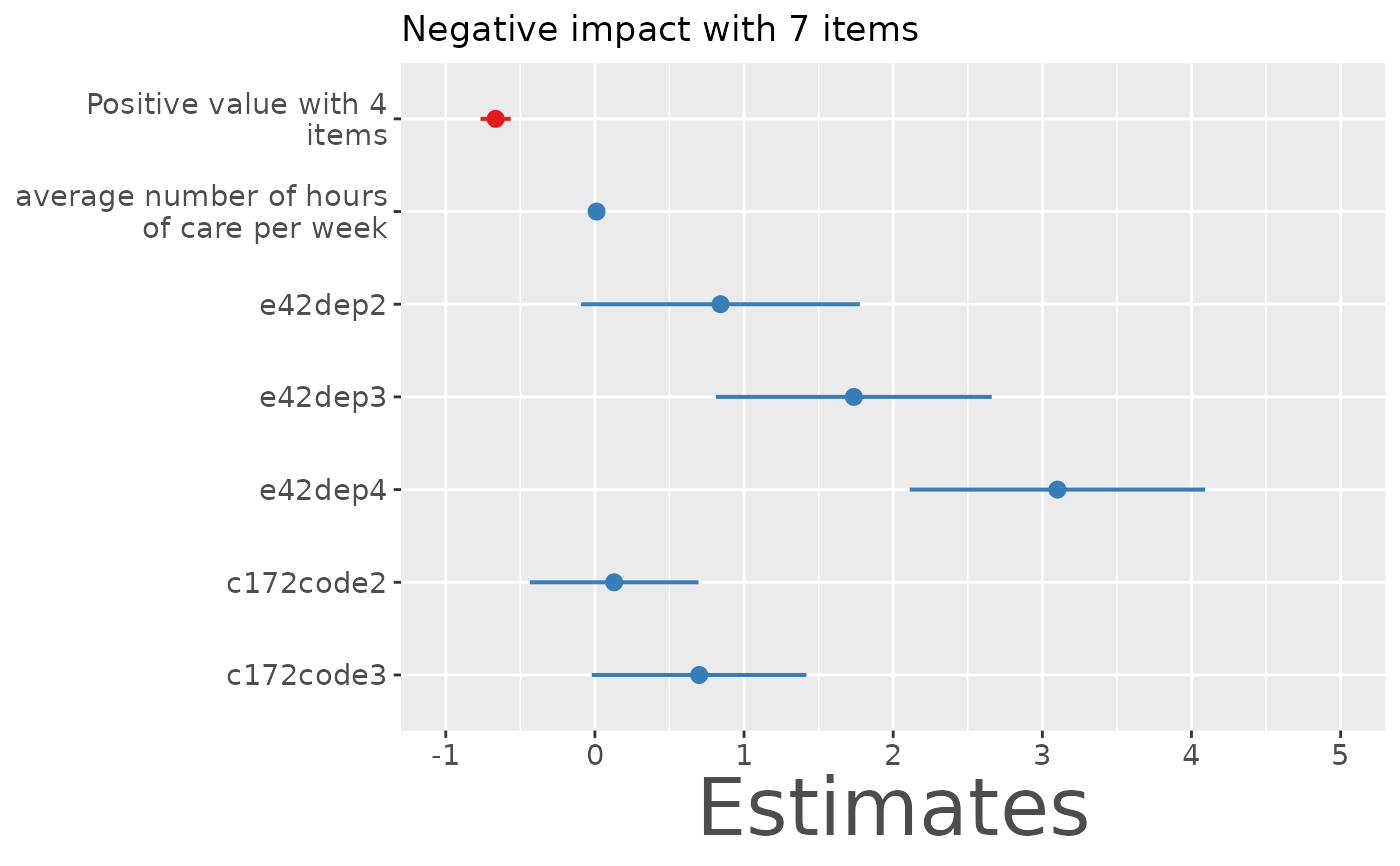 Negative impact with 7 items
Positive value with 4
items
average number of hours
of care per week
e42dep2
e42dep3
e42dep4
c172code2
c172code3
-1 0 1 2 3 4 5
Estimates